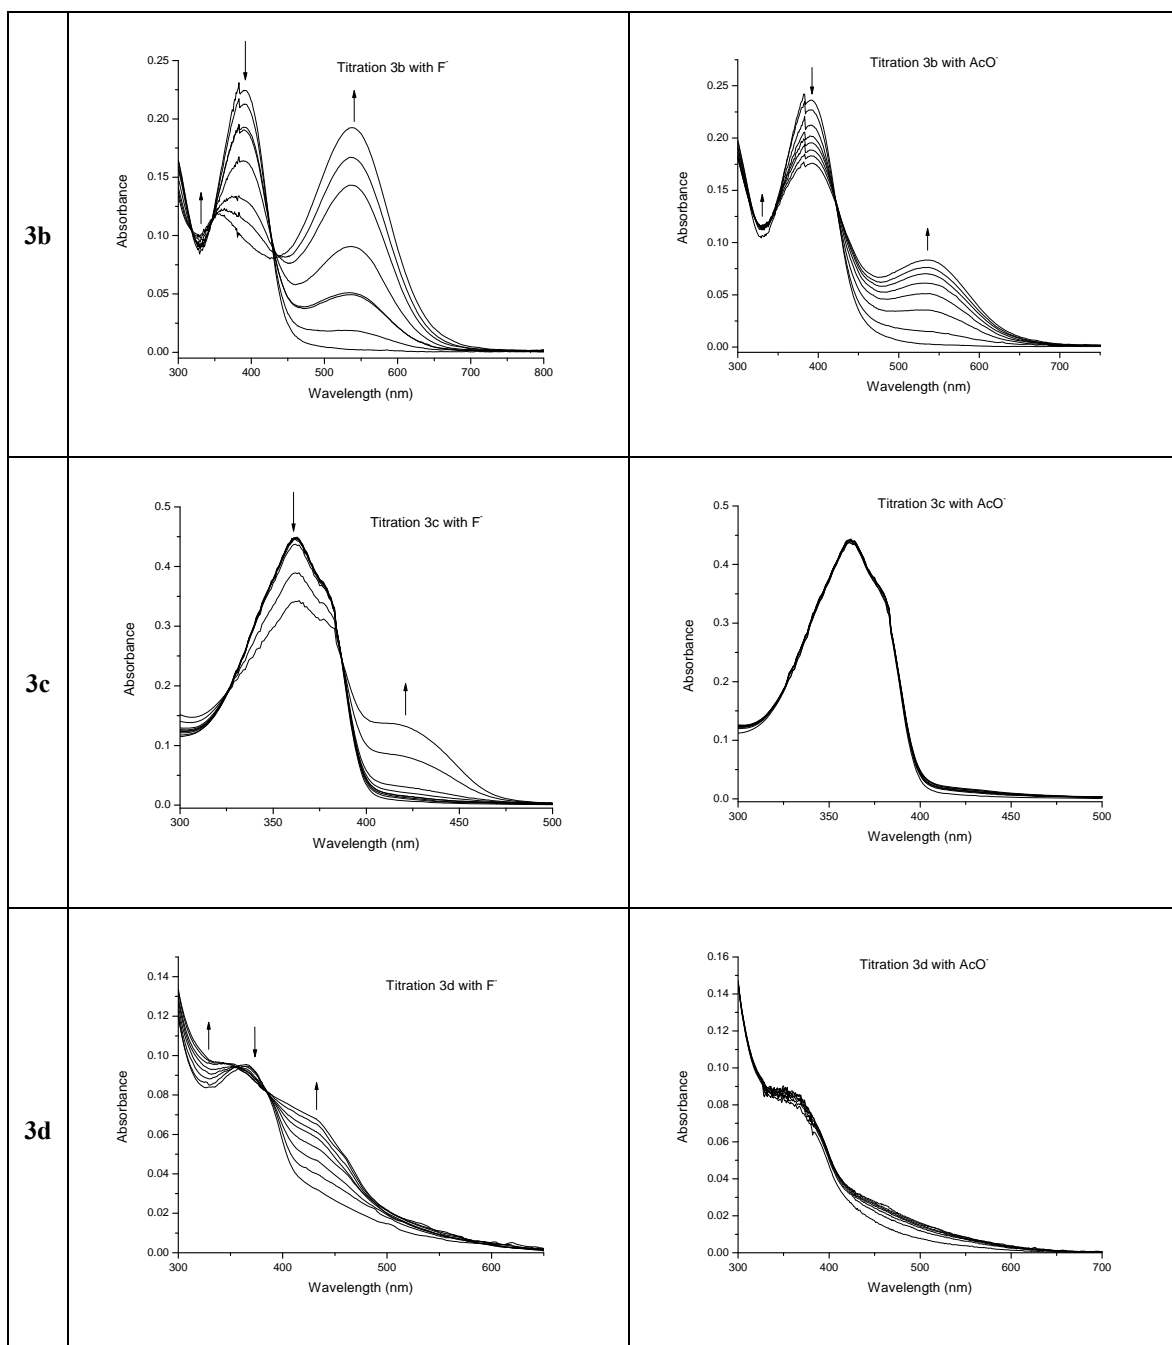 3b
Titration 3b with F-
Absorbance
0.25
0.20
0.15
0.10
0.05
0.00
300 400 500 600 700 800
Wavelength (nm)
Titration 3b with AcO-
Absorbance
0.25
0.20
0.15
0.10
0.05
0.00
300 400 500 600 700
Wavelength (nm)
3c
Titration 3c with F-
Absorbance
0.5
0.4
0.3
0.2
0.1
0.0
300 350 400 450 500
Wavelength (nm)
Titration 3c with AcO-
Absorbance
0.5
0.4
0.3
0.2
0.1
0.0
300 350 400 450 500
Wavelength (nm)
3d
Titration 3d with F-
Absorbance
0.14
0.12
0.10
0.08
0.06
0.04
0.02
0.00
300 400 500 600
Wavelength (nm)
Titration 3d with AcO-
Absorbance
0.16
0.14
0.12
0.10
0.08
0.06
0.04
0.02
0.00
300 400 500 600 700
Wavelength (nm)